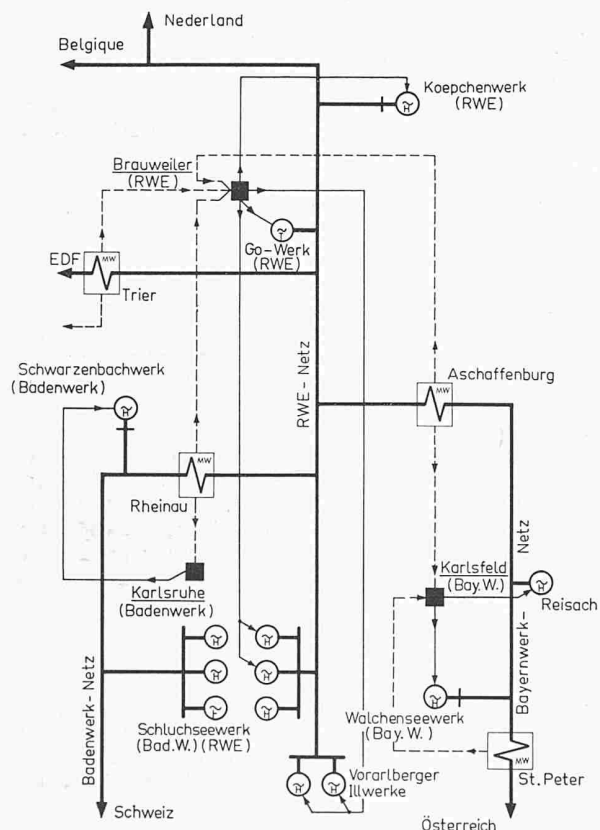 Nederland
Belgique
Koepchenwerk
(RWE)
Brauweiler
(RWE)
Go-Werk
(RWE)
EDF
MW
Trier
Schwarzenbachwerk
(Badenwerk)
RWE-Netz
Aschaffenburg
MW
MW
Rheinau
Karlsruhe
(Badenwerk)
Karlsfeld
(Bay.W.)
Reisach
Bayernwerk-Netz
Badenwerk-Netz
Schluchseewerk
(Bad.W.) (RWE)
Walchenseewerk
(Bay.W.)
MW
St.Peter
Vorarlberger
Illwerke
Schweiz
Österreich